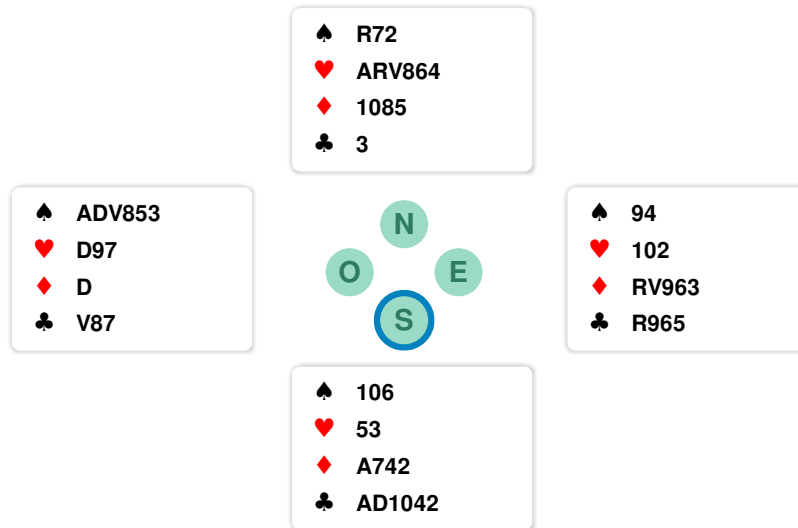 ♠ R72
♥ ARV864
♦ 1085
♣ 3
♠ ADV853
♥ D97
♦ D
♣ V87
N
O E
S
♠ 94
♥ 102
♦ RV963
♣ R965
♠ 106
♥ 53
♦ A742
♣ AD1042